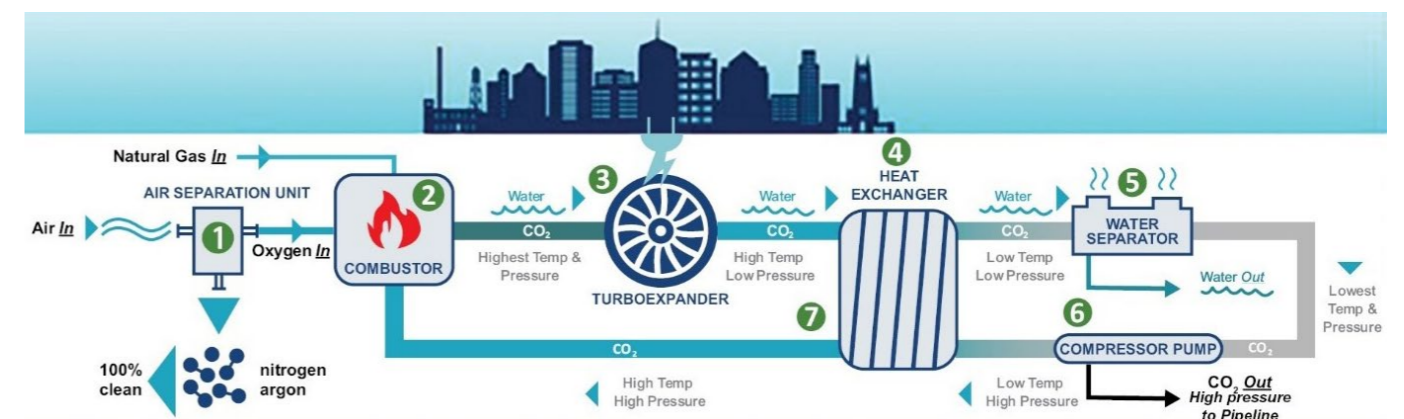 Natural Gas In
AIR SEPARATION UNIT
Air In
1
Oxygen In
100%
clean
nitrogen
argon
2
COMBUSTOR
Water
CO2
Highest Temp &
Pressure
3
TURBOEXPANDER
Water
CO2
High Temp
Low Pressure
4
HEAT
EXCHANGER
Water
CO2
Low Temp
Low Pressure
5
WATER
SEPARATOR
Water Out
Lowest
Temp &
Pressure
6
COMPRESSOR PUMP
CO2
CO2 Out
High pressure
to Pipeline
Low Temp
High Pressure
7
CO2
High Temp
High Pressure